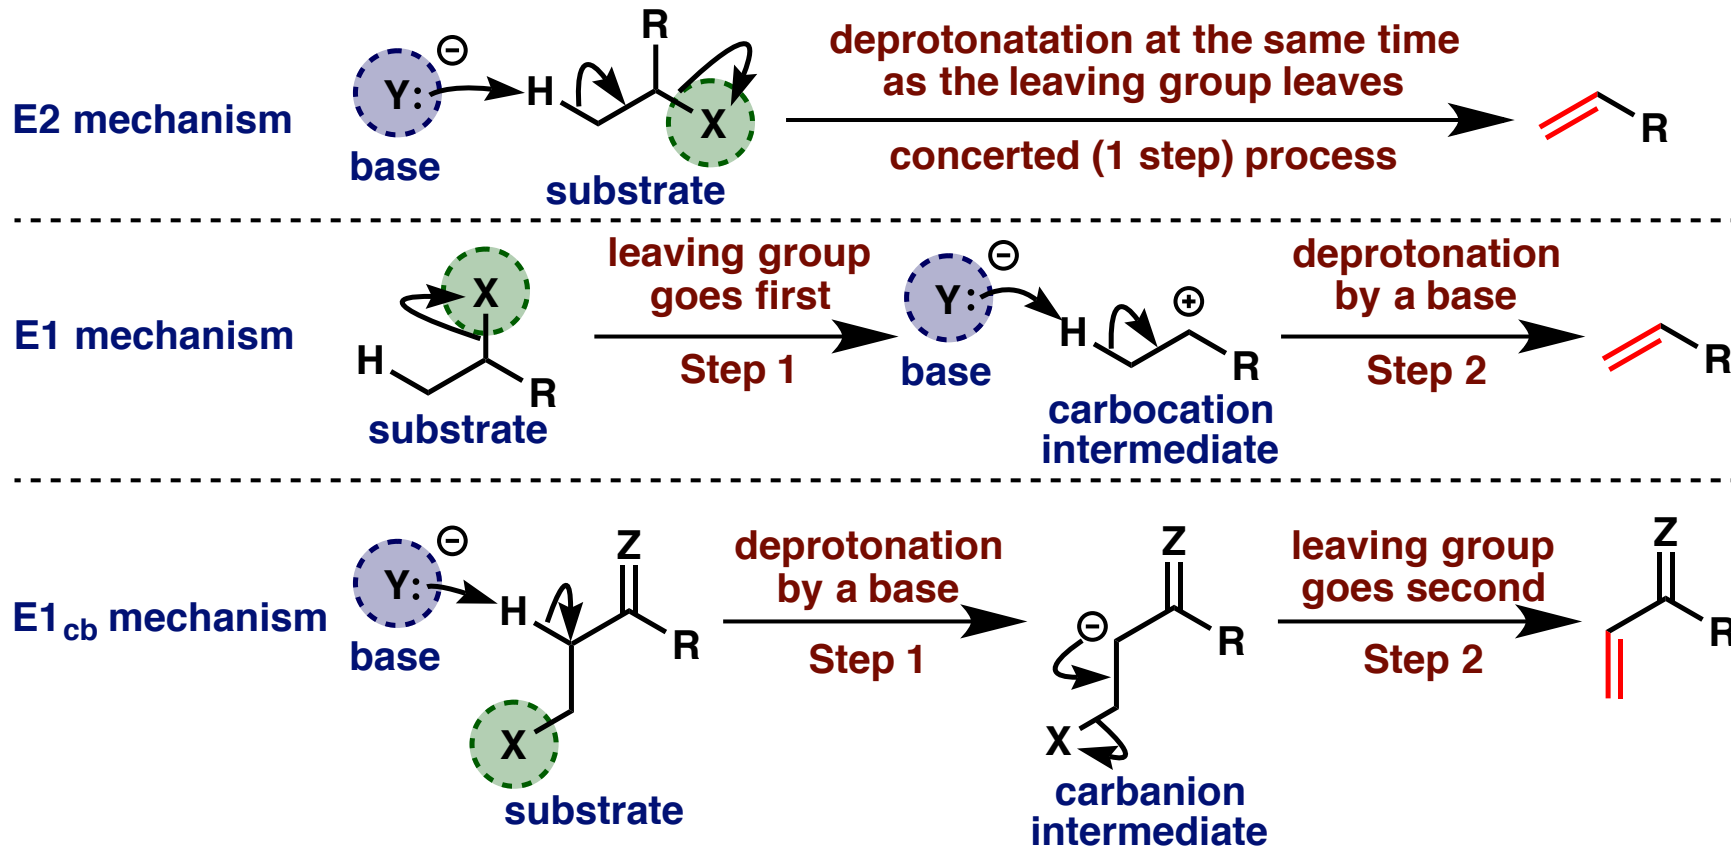 R
deprotonatation at the same time
as the leaving group leaves
E2 mechanism
Y:
⊖
H
X
R
base
substrate
concerted (1 step) process
E1 mechanism
X
H
R
substrate
leaving group
goes first
Step 1
Y:
⊖
H
⊕
R
base
carbocation
intermediate
deprotonation
by a base
Step 2
R
E1cb mechanism
Y:
⊖
H
Z
R
X
base
substrate
deprotonation
by a base
Step 1
Z
⊖
R
X
carbanion
intermediate
leaving group
goes second
Step 2
Z
R